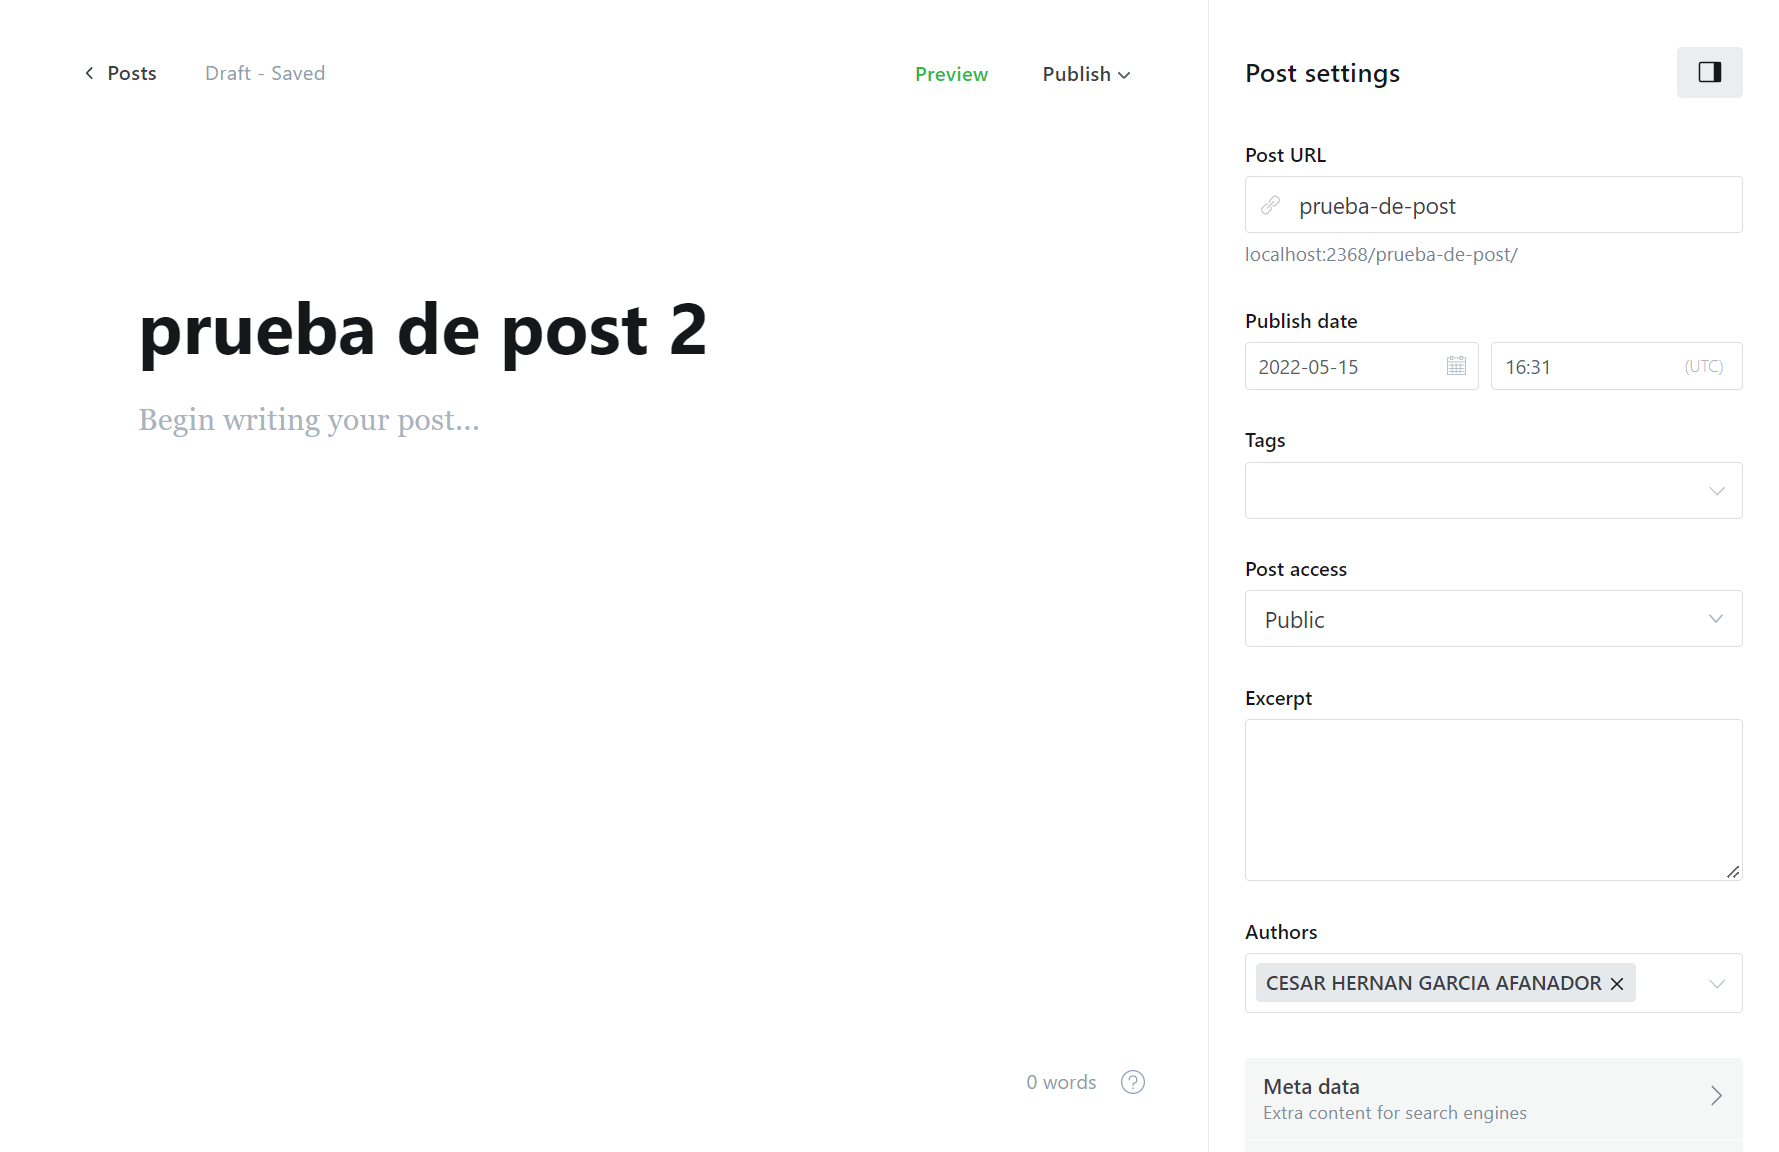 Posts
Draft - Saved
Preview
Publish
prueba de post 2
Begin writing your post...
0 words
?
Post settings
Post URL
prueba-de-post
localhost:2368/prueba-de-post/
Publish date
2022-05-15
16:31
(UTC)
Tags
Post access
Public
Excerpt
Authors
CESAR HERNAN GARCIA AFANADOR
Meta data
Extra content for search engines